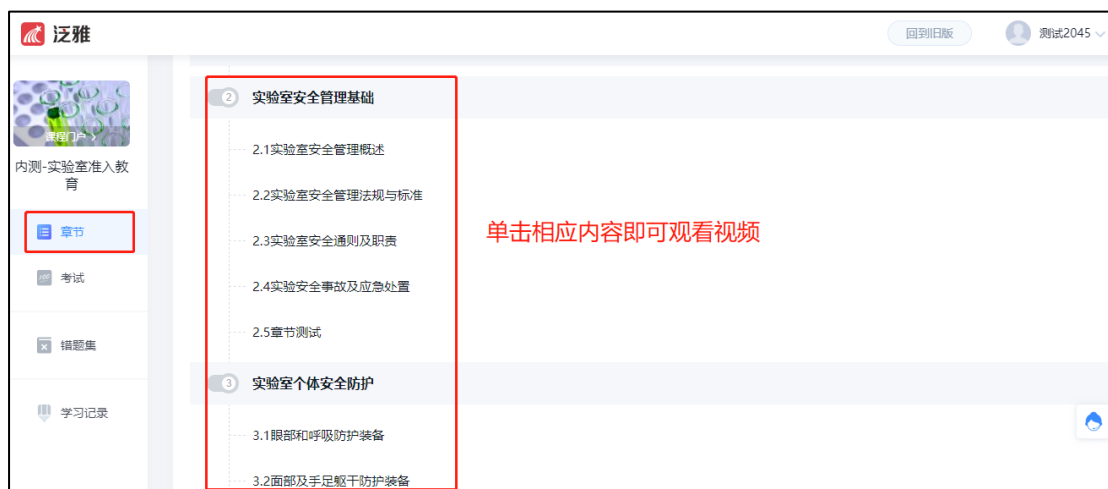 泛雅
回到旧版
测试2045
课程门户 >
内测-实验室准入教
育
章节
考试
错题集
学习记录
2 实验室安全管理基础
2.1实验室安全管理概述
2.2实验室安全管理法规与标准
2.3实验室安全通则及职责
2.4实验安全事故及应急处置
2.5章节测试
3 实验室个体安全防护
3.1眼部和呼吸防护装备
3.2面部及手足躯干防护装备
单击相应内容即可观看视频